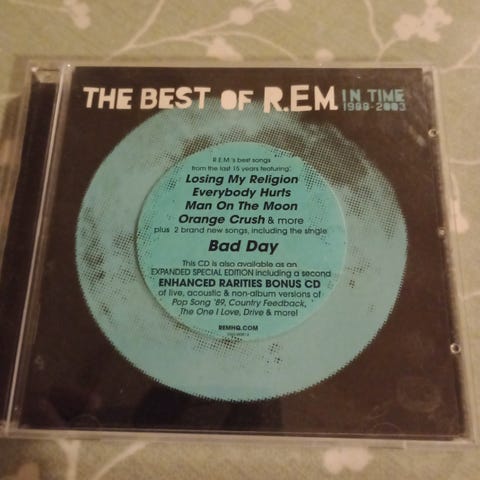 THE BEST OF R.E.M. IN TIME
1988-2003
R.E.M.'s best songs
from the last 15 years featuring:
Losing My Religion
Everybody Hurts
Man On The Moon
Orange Crush & more
plus 2 brand new songs, including the single
Bad Day
This CD is also available as an
EXPANDED SPECIAL EDITION including a second
ENHANCED RARITIES BONUS CD
of live, acoustic & non-album versions of
Pop Song '89, Country Feedback,
The One I Love, Drive & more!
REMHQ.COM